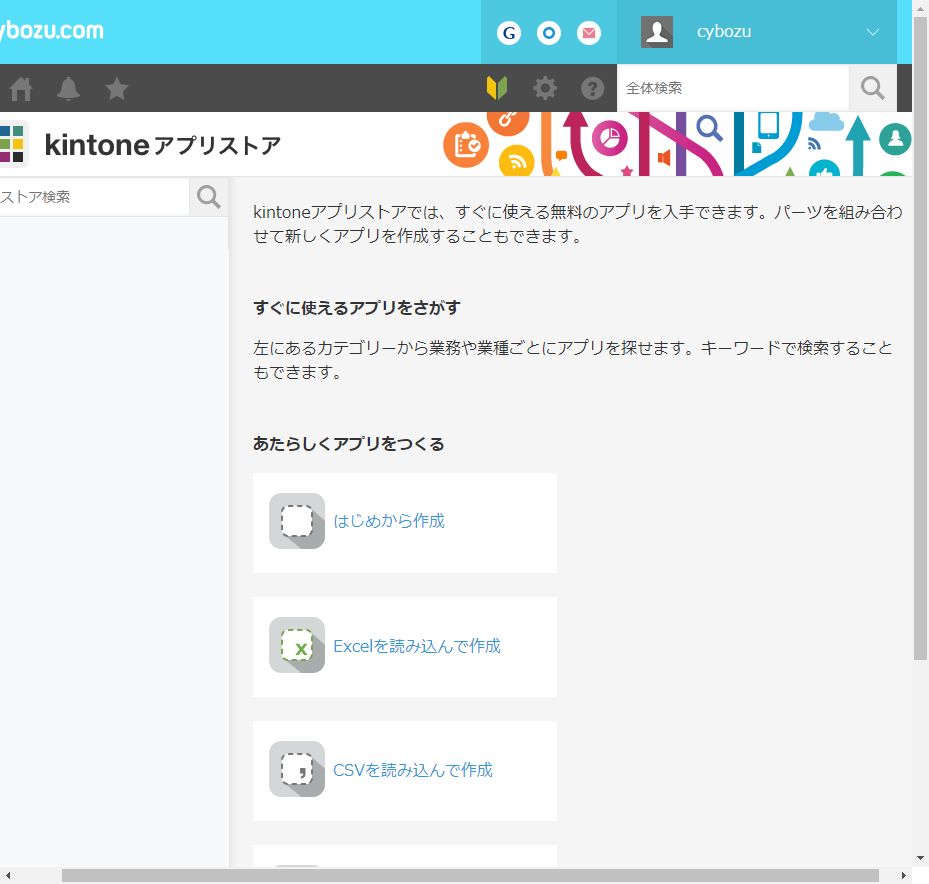 ybozu.com
G
cybozu
全体検索
kintoneアプリストア
ストア検索
kintoneアプリストアでは、すぐに使える無料のアプリを入手できます。パーツを組み合わ
せて新しくアプリを作成することもできます。
すぐに使えるアプリをさがす
左にあるカテゴリーから業務や業種ごとにアプリを探せます。キーワードで検索すること
もできます。
あたらしくアプリをつくる
はじめから作成
x
Excelを読み込んで作成
CSVを読み込んで作成